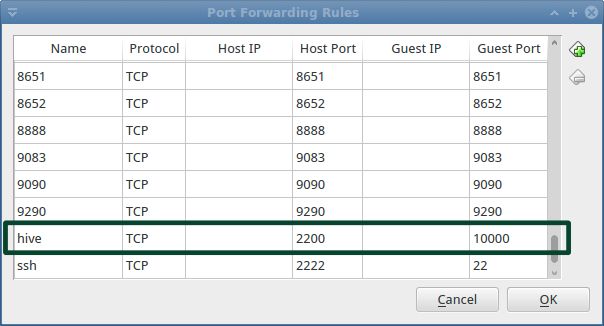 Port Forwarding Rules
Name Protocol Host IP Host Port Guest IP Guest Port
8651 TCP 8651 8651
8652 TCP 8652 8652
8888 TCP 8888 8888
9083 TCP 9083 9083
9090 TCP 9090 9090
9290 TCP 9290 9290
hive TCP 2200 10000
ssh TCP 2222 22
Cancel OK